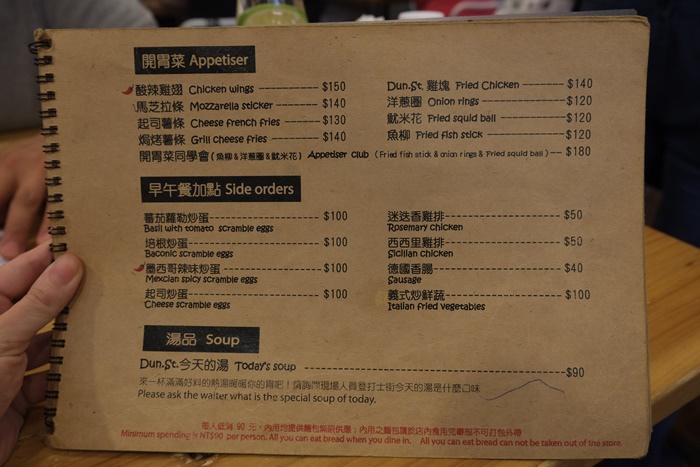 開胃菜 Appetiser
酸辣雞翅 Chicken wings $150
馬芝拉條 Mozzarella sticker $140
起司薯條 Cheese french fries $130
焗烤薯條 Grill cheese fries $140
Dun.St. 雞塊 Fried Chicken $140
洋蔥圈 Onion rings $120
魷米花 Fried squid ball $120
魚柳 Fried fish stick $120
開胃菜同學會 (魚柳&洋蔥圈&魷米花) Appetiser club (Fried fish stick & onion rings & Fried squid ball) $180
早午餐加點 Side orders
蕃茄羅勒炒蛋 $100
Basil with tomato scramble eggs
培根炒蛋 $100
Baconic scramble eggs
墨西哥辣味炒蛋 $100
Mexcian spicy scramble eggs
起司炒蛋 $100
Cheese scramble eggs
迷迭香雞排 $50
Rosemary chicken
西西里雞排 $50
Sicilian chicken
德國香腸 $40
Sausage
義式炒鮮蔬 $100
Italian fried vegetables
湯品 Soup
Dun.St.今天的湯 Today's soup $90
來一杯滿滿好料的熱湯暖暖你的胃吧！請詢問現場人員登打士街今天的湯是什麼口味
Please ask the waiter what is the special soup of today.
每人低消 90 元，內用均提供麵包無限供應；內用之麵包請於店內食用完畢恕不可打包外帶
Minimum spending is NT$90 per person. All you can eat bread when you dine in. All you can eat bread can not be taken out of the store.